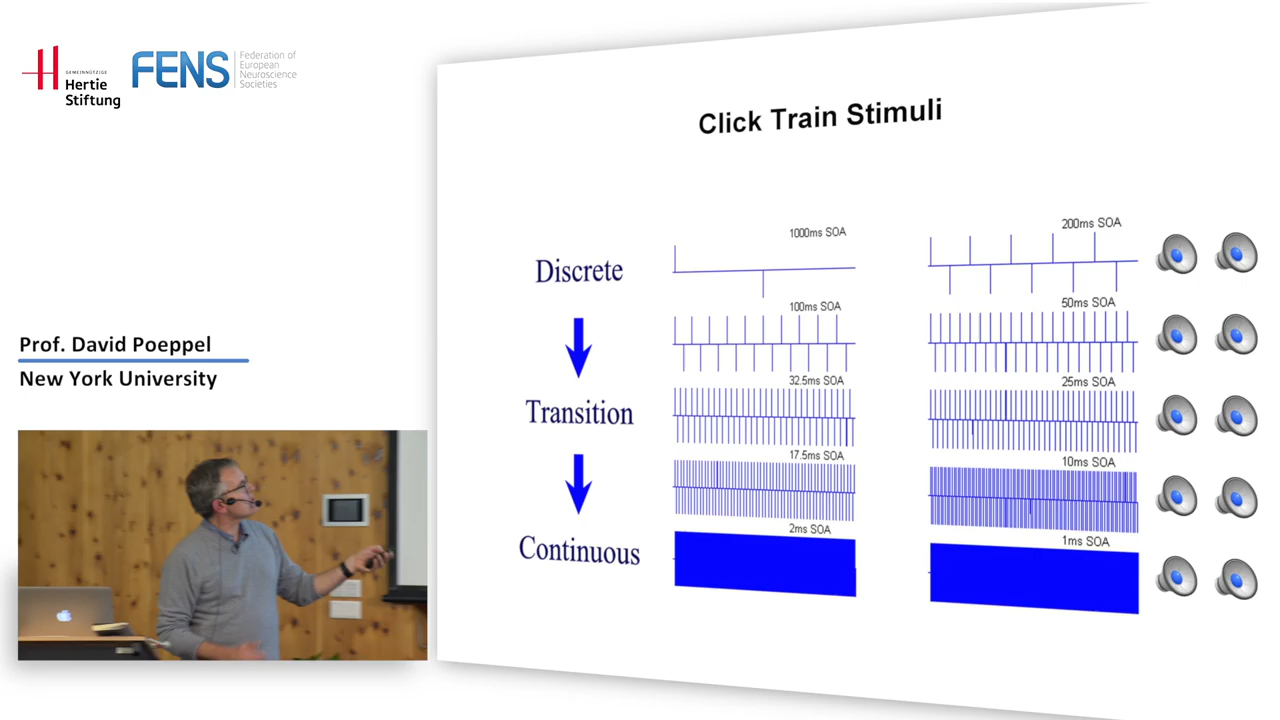 GEMEINNÜTZIGE
Hertie
Stiftung
FENS
Federation of
European
Neuroscience
Societies
Prof. David Poeppel
New York University
Click Train Stimuli
Discrete
Transition
Continuous
1000ms SOA
200ms SOA
100ms SOA
50ms SOA
32.5ms SOA
25ms SOA
17.5ms SOA
10ms SOA
2ms SOA
1ms SOA